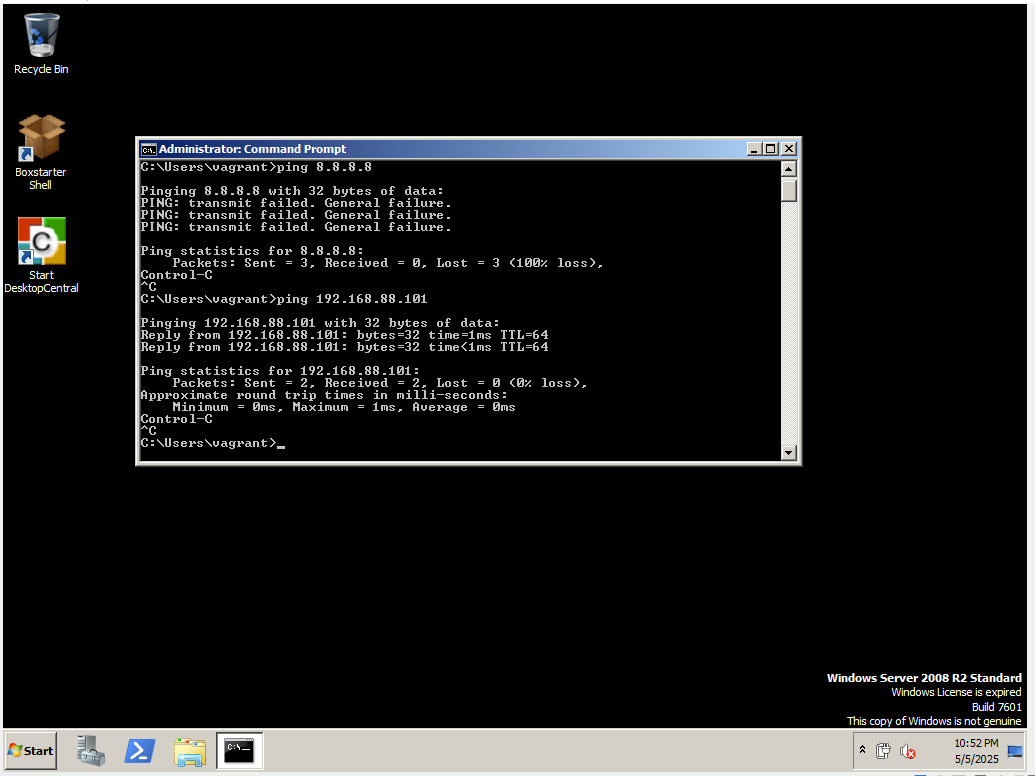 Recycle Bin
Boxstarter
Shell
Start
DesktopCentral
Administrator: Command Prompt
C:\Users\vagrant>ping 8.8.8.8
Pinging 8.8.8.8 with 32 bytes of data:
PING: transmit failed. General failure.
PING: transmit failed. General failure.
PING: transmit failed. General failure.
Ping statistics for 8.8.8.8:
    Packets: Sent = 3, Received = 0, Lost = 3 (100% loss),
Control-C
^C
C:\Users\vagrant>ping 192.168.88.101
Pinging 192.168.88.101 with 32 bytes of data:
Reply from 192.168.88.101: bytes=32 time=1ms TTL=64
Reply from 192.168.88.101: bytes=32 time<1ms TTL=64
Ping statistics for 192.168.88.101:
    Packets: Sent = 2, Received = 2, Lost = 0 (0% loss),
Approximate round trip times in milli-seconds:
    Minimum = 0ms, Maximum = 1ms, Average = 0ms
Control-C
^C
C:\Users\vagrant>_
Windows Server 2008 R2 Standard
Windows License is expired
Build 7601
This copy of Windows is not genuine
Start
10:52 PM
5/5/2025